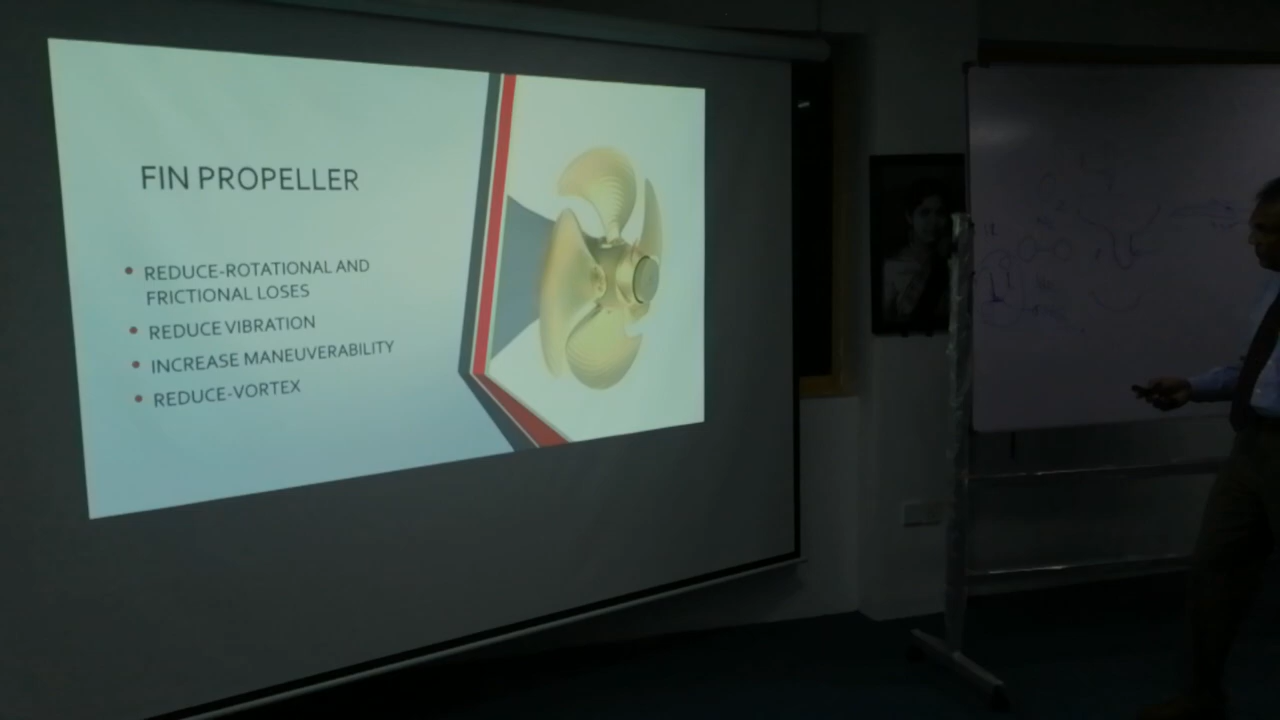 FIN PROPELLER
• REDUCE-ROTATIONAL AND
FRICTIONAL LOSES
• REDUCE VIBRATION
• INCREASE MANEUVERABILITY
• REDUCE-VORTEX